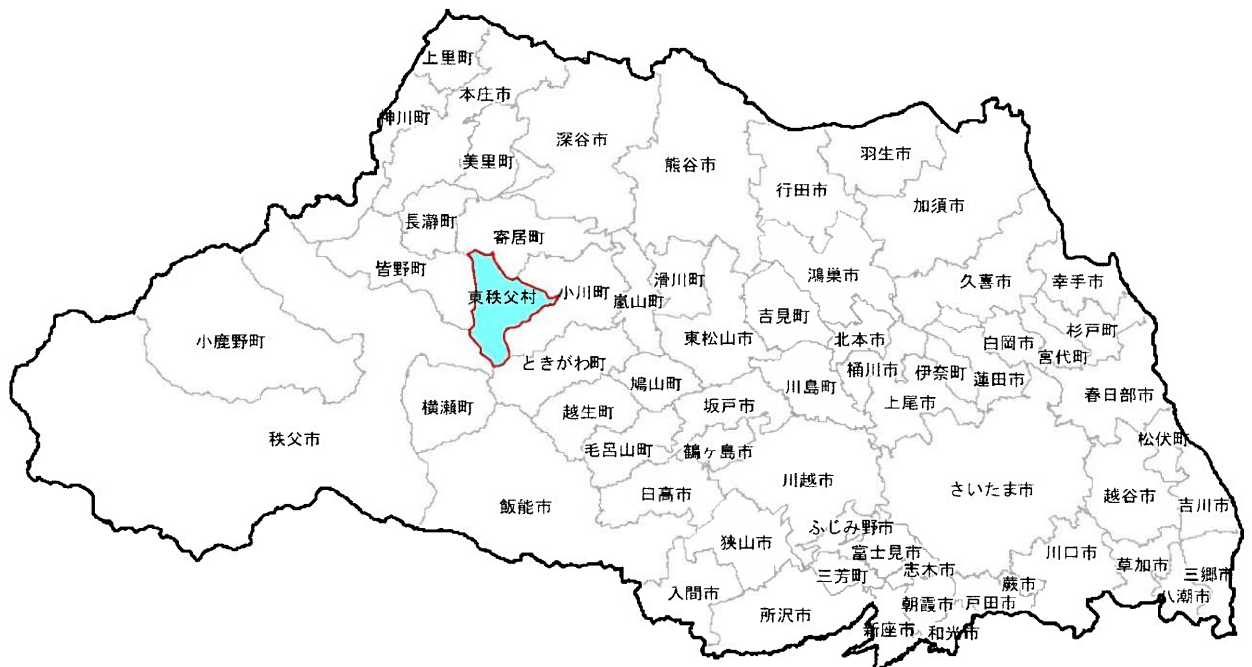 上里町
本庄市
神川町
美里町
深谷市
熊谷市
羽生市
行田市
加須市
長瀞町
寄居町
皆野町
東秩父村
小川町
嵐山町
滑川町
鴻巣市
久喜市
幸手市
吉見町
小鹿野町
東松山市
北本市
白岡市
杉戸町
宮代町
ときがわ町
鳩山町
川島町
桶川市
伊奈町
蓮田市
横瀬町
越生町
坂戸市
上尾市
春日部市
秩父市
毛呂山町
鶴ヶ島市
松伏町
川越市
さいたま市
日高市
飯能市
越谷市
吉川市
ふじみ野市
狭山市
富士見市
川口市
三芳町
志木市
草加市
三郷市
入間市
蕨市
八潮市
所沢市
朝霞市
戸田市
新座市
和光市